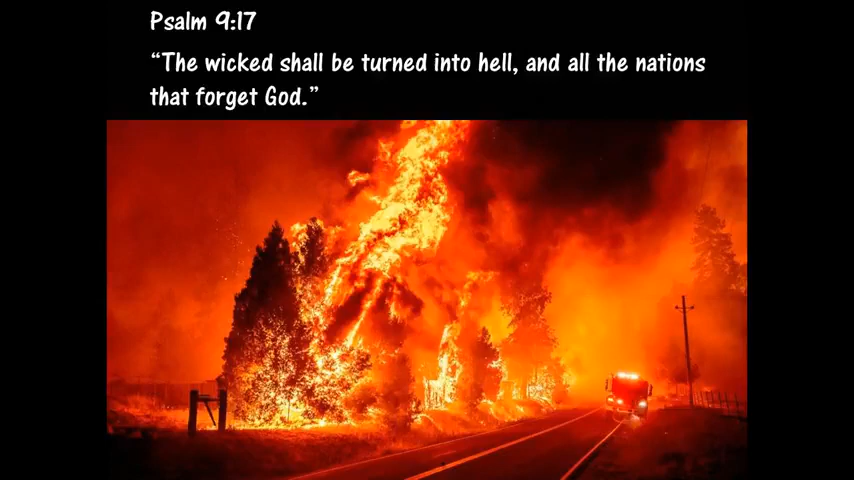 Psalm 9:17
“The wicked shall be turned into hell, and all the nations
that forget God.”